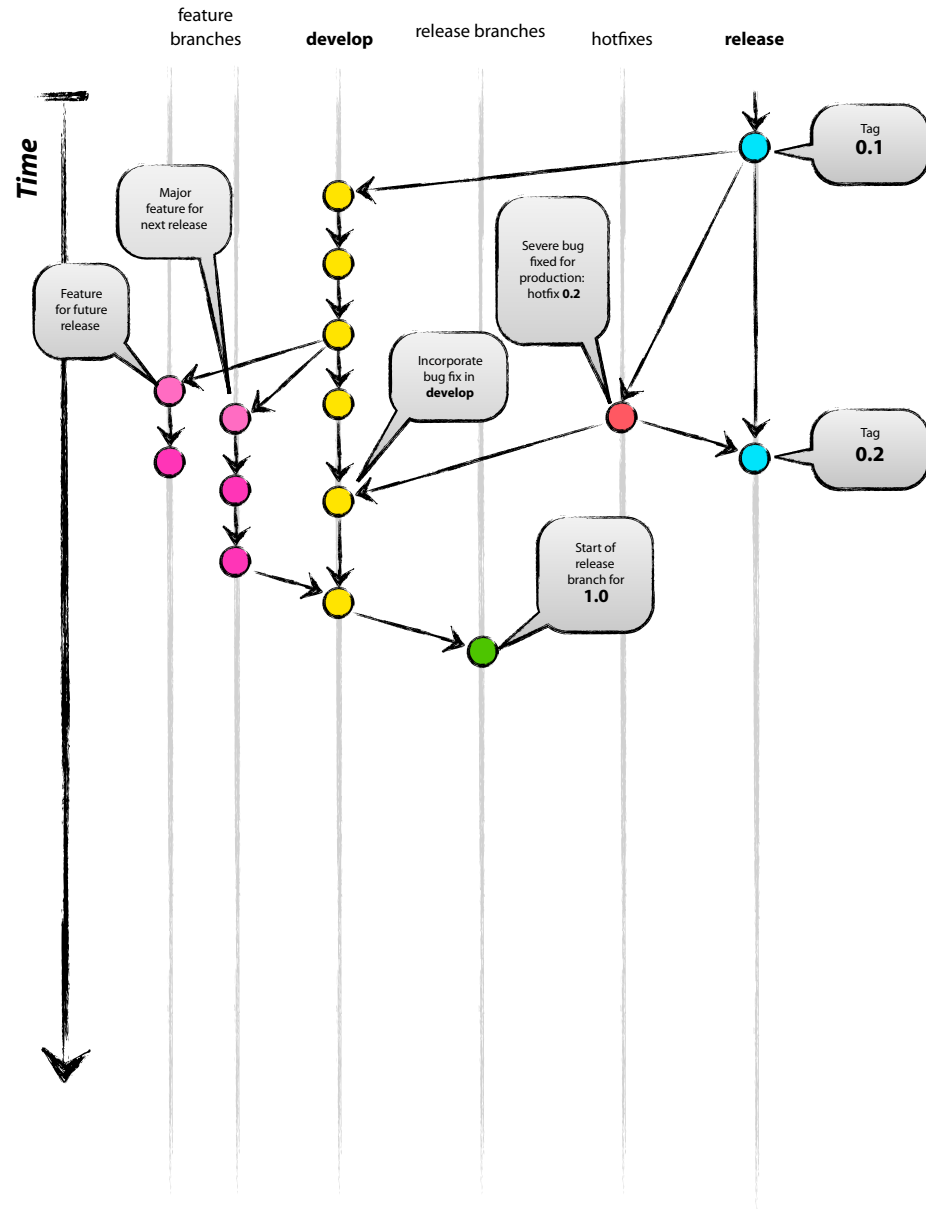 feature
branches
develop
release branches
hotfixes
release
Time
Tag
0.1
Major
feature for
next release
Severe bug
fixed for
production:
hotfix 0.2
Feature
for future
release
Incorporate
bug fix in
develop
Tag
0.2
Start of
release
branch for
1.0